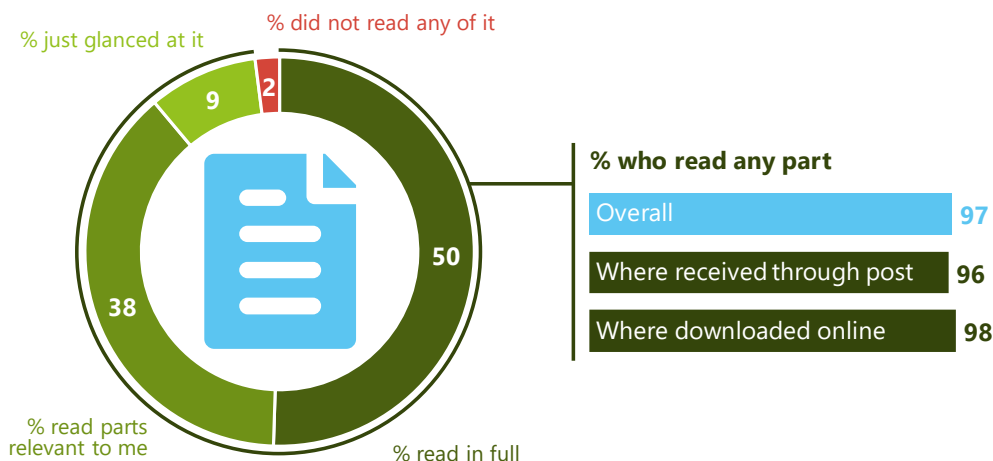 % did not read any of it
% just glanced at it
2
9
50
38
% read parts
relevant to me
% read in full
% who read any part
Overall 97
Where received through post 96
Where downloaded online 98